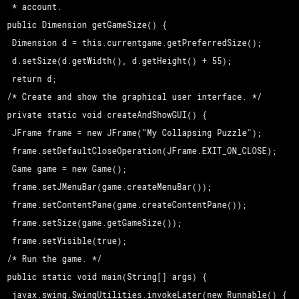 * account.
public Dimension getGameSize() {
Dimension d = this.currentgame.getPreferredSize();
d.setSize(d.getWidth(), d.getHeight() + 55);
return d;
/* Create and show the graphical user interface. */
private static void createAndShowGUI() {
JFrame frame = new JFrame("My Collapsing Puzzle");
frame.setDefaultCloseOperation(JFrame.EXIT_ON_CLOSE);
Game game = new Game();
frame.setJMenuBar(game.createMenuBar());
frame.setContentPane(game.createContentPane());
frame.setSize(game.getGameSize());
frame.setVisible(true);
/* Run the game. */
public static void main(String[] args) {
javax.swing.SwingUtilities.invokeLater(new Runnable() {